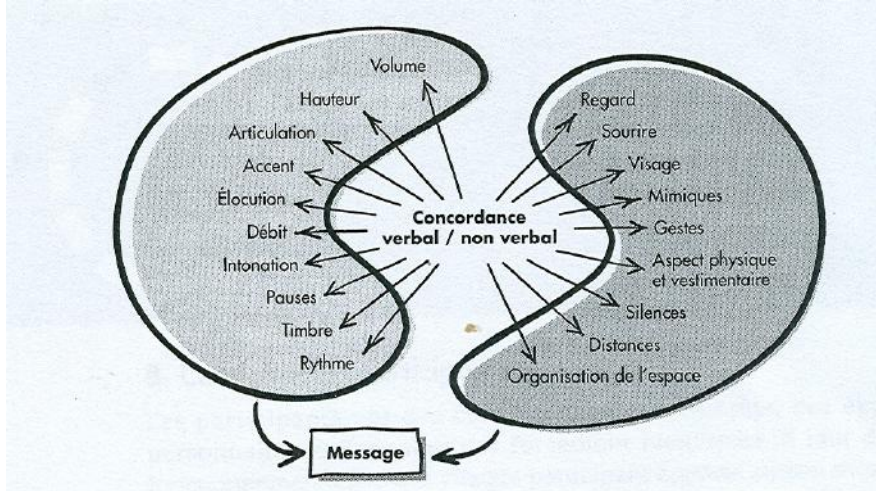 Volume
Hauteur
Articulation
Accent
Élocution
Débit
Intonation
Pauses
Timbre
Rythme
Concordance
verbal / non verbal
Regard
Sourire
Visage
Mimiques
Gestes
Aspect physique
et vestimentaire
Silences
Distances
Organisation de l'espace
Message